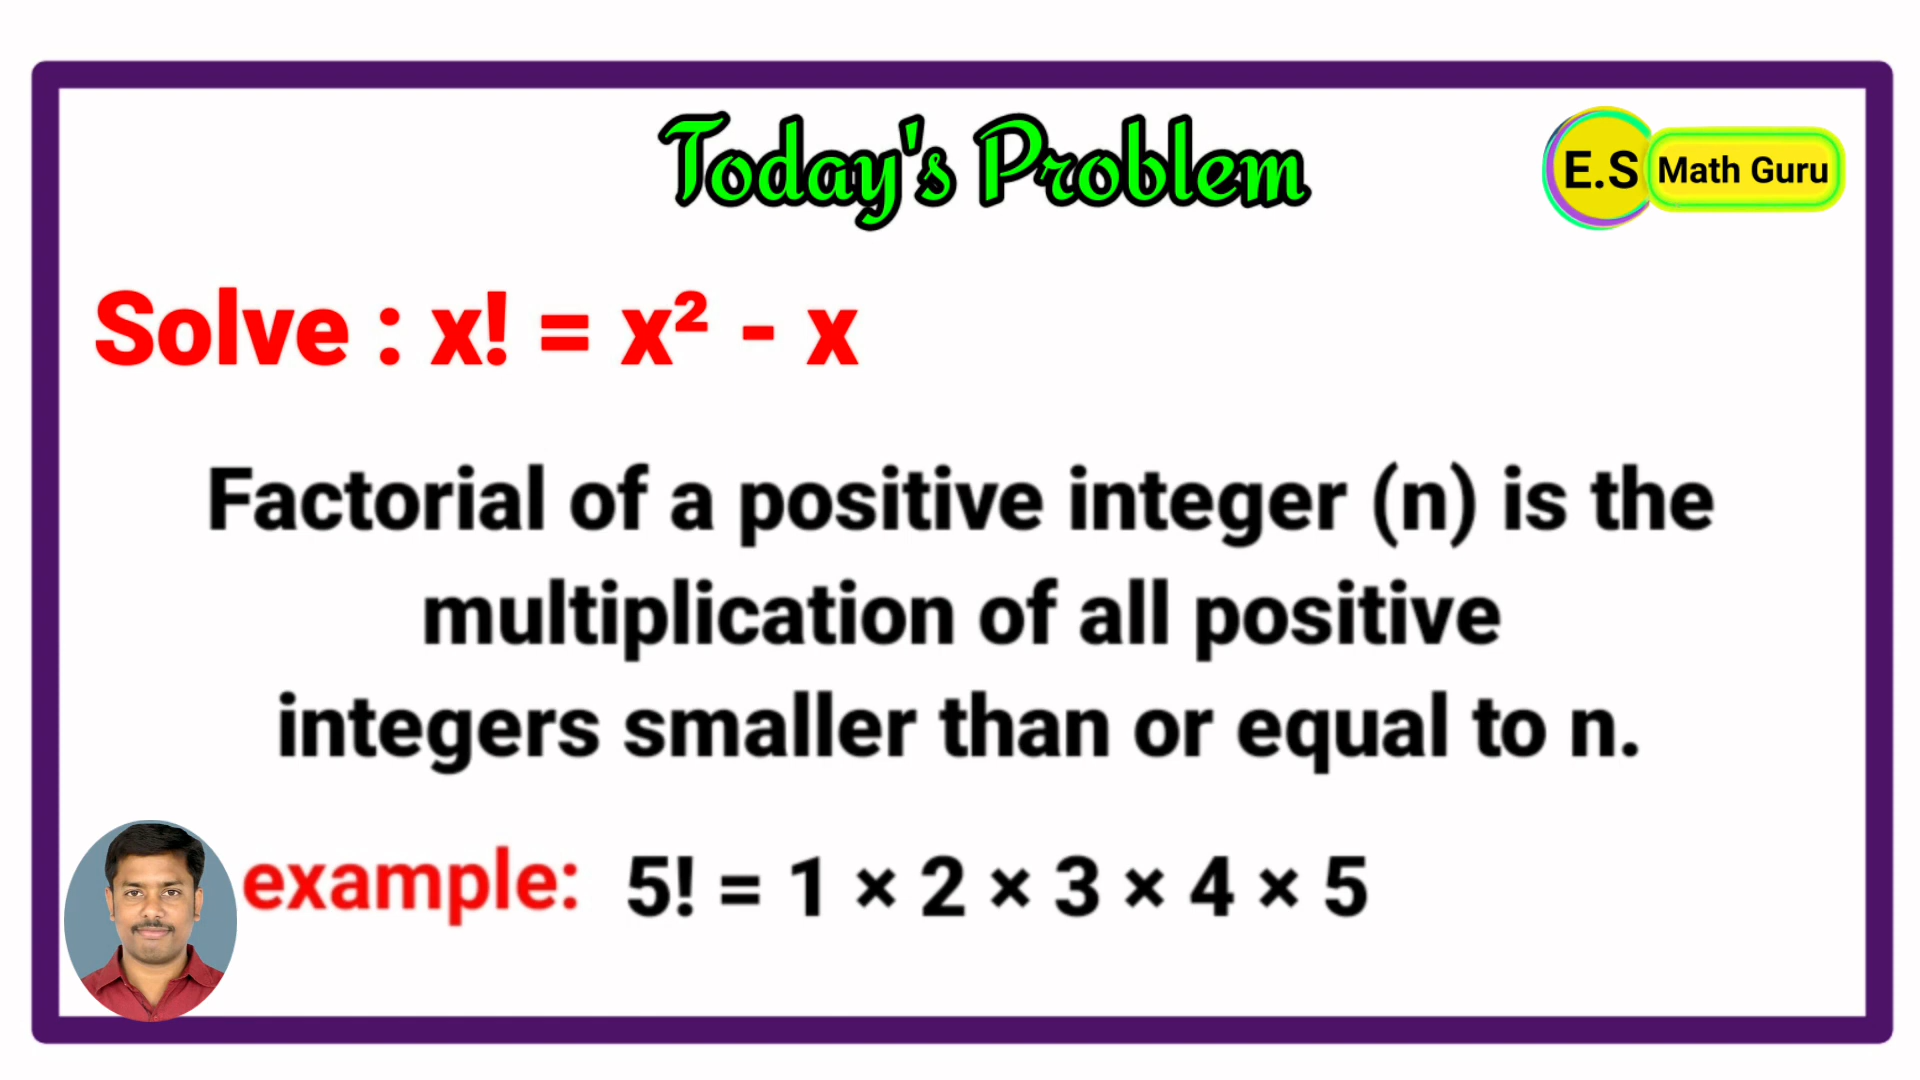 Today's Problem
E.S Math Guru
Solve : x! = x² - x
Factorial of a positive integer (n) is the
multiplication of all positive
integers smaller than or equal to n.
example: 5! = 1 × 2 × 3 × 4 × 5